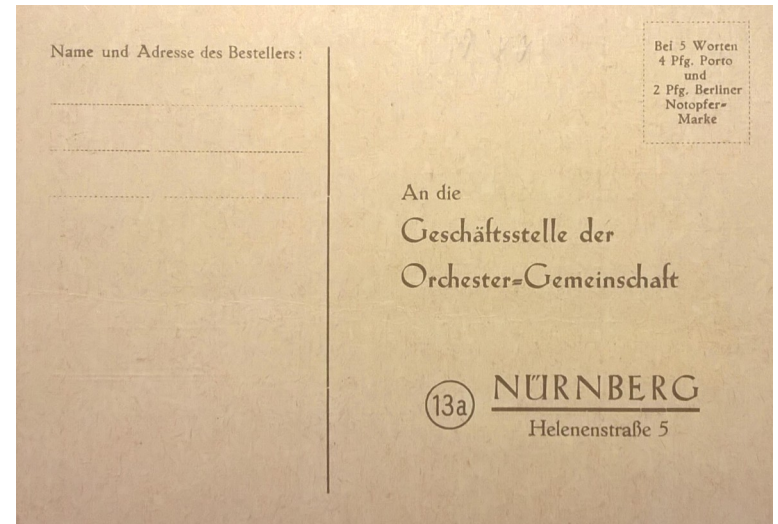 Name und Adresse des Bestellers:
Bei 5 Worten
4 Pfg. Porto
und
2 Pfg. Berliner
Notopfer=
Marke
An die
Geschäftsstelle der
Orchester=Gemeinschaft
13a NÜRNBERG
Helenenstraße 5